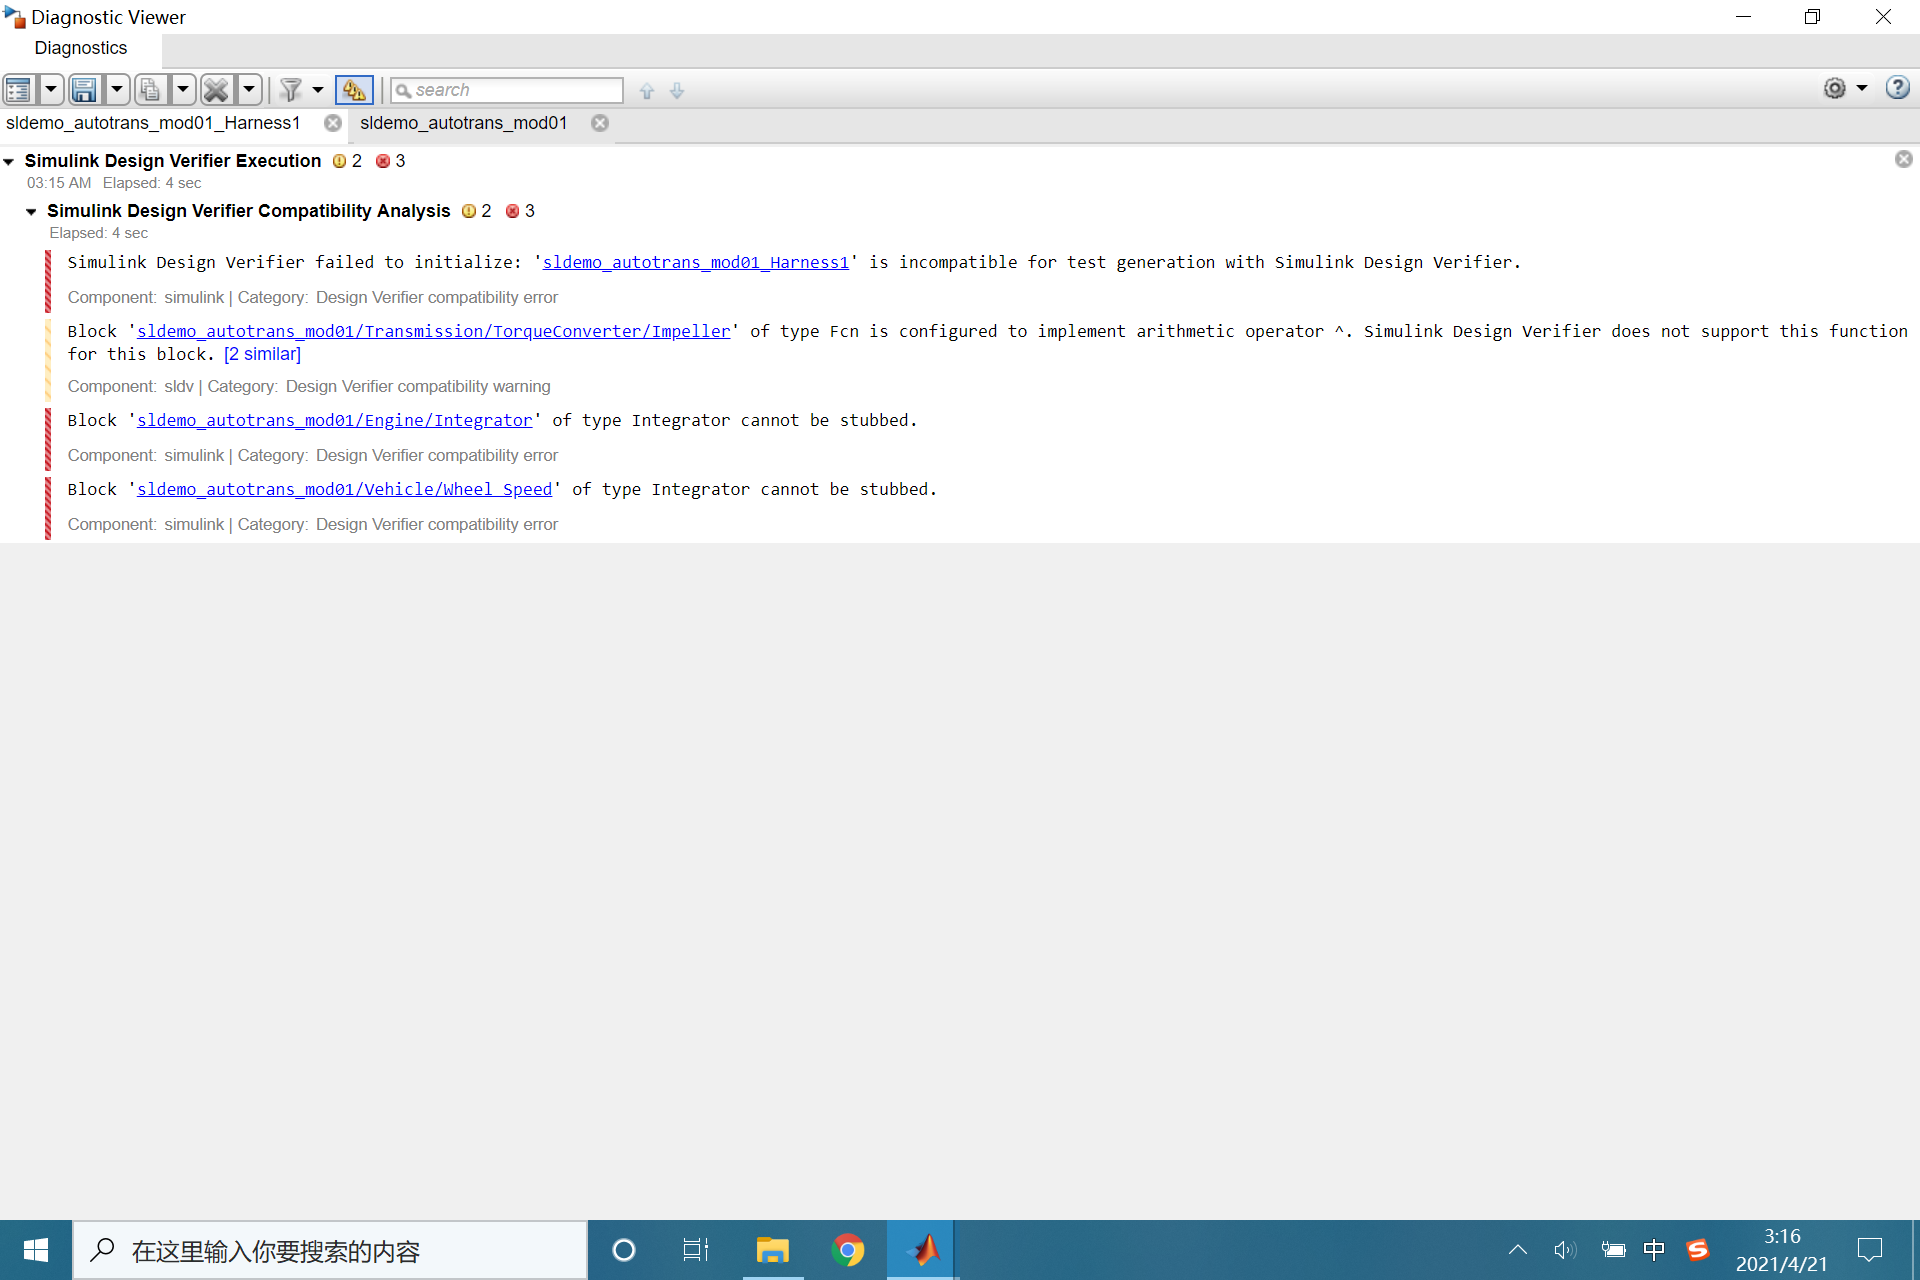 Diagnostic Viewer
Diagnostics
search
sldemo_autotrans_mod01_Harness1 sldemo_autotrans_mod01
Simulink Design Verifier Execution 2 3
03:15 AM Elapsed: 4 sec
Simulink Design Verifier Compatibility Analysis 2 3
Elapsed: 4 sec
Simulink Design Verifier failed to initialize: 'sldemo_autotrans_mod01_Harness1' is incompatible for test generation with Simulink Design Verifier.
Component: simulink | Category: Design Verifier compatibility error
Block 'sldemo_autotrans_mod01/Transmission/TorqueConverter/Impeller' of type Fcn is configured to implement arithmetic operator ^. Simulink Design Verifier does not support this function
for this block. [2 similar]
Component: sldv | Category: Design Verifier compatibility warning
Block 'sldemo_autotrans_mod01/Engine/Integrator' of type Integrator cannot be stubbed.
Component: simulink | Category: Design Verifier compatibility error
Block 'sldemo_autotrans_mod01/Vehicle/Wheel Speed' of type Integrator cannot be stubbed.
Component: simulink | Category: Design Verifier compatibility error
在这里输入你要搜索的内容
中
3:16
2021/4/21